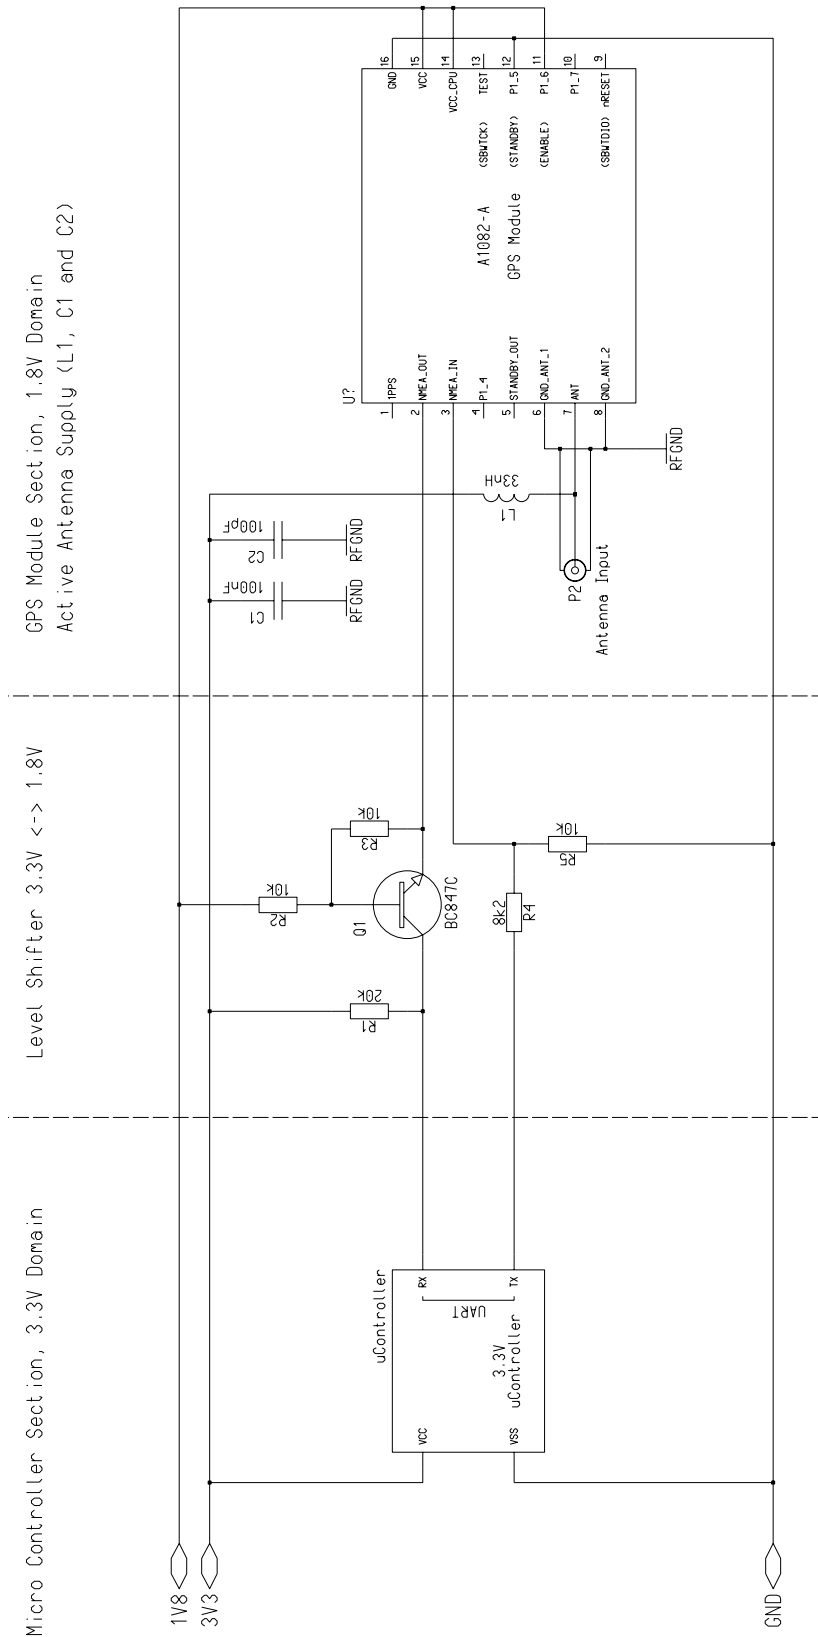 Micro Controller Section, 3.3V Domain
Level Shifter 3.3V <-> 1.8V
GPS Module Section, 1.8V Domain
Active Antenna Supply (L1, C1 and C2)
1V8
3V3
GND
uController
VCC
VSS
3.3V
uController
UART
RX
TX
R1
20k
R2
10k
Q1
BC847C
R3
10k
R4
8k2
R5
10k
C1
100nF
RFGND
C2
100pF
RFGND
L1
33nH
P2
Antenna Input
RFGND
U?
A1082-A
GPS Module
1
1PPS
2
NMEA_OUT
3
NMEA_IN
4
P1_4
5
STANDBY_OUT
6
GND_ANT_1
7
ANT
8
GND_ANT_2
GND
16
VCC
15
VCC_CPU
14
(SBWTCK)
TEST
13
(STANDBY)
P1_5
12
(ENABLE)
P1_6
11
P1_7
10
(SBWTDIO)
nRESET
9